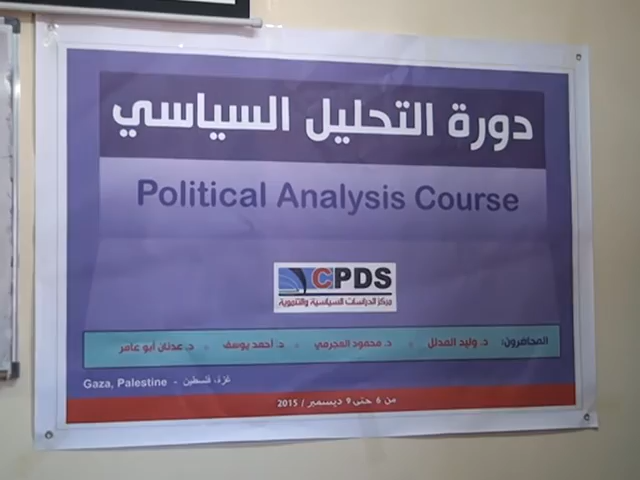 دورة التحليل السياسي
Political Analysis Course
CPDS
مركز الدراسات السياسية والتنموية
المحاضرون: د. وليد المدلل • د. محمود العجرمي • د. أحمد يوسف • د. عدنان أبو عامر
Gaza, Palestine - غزة، فلسطين
من 6 حتى 9 ديسمبر / 2015